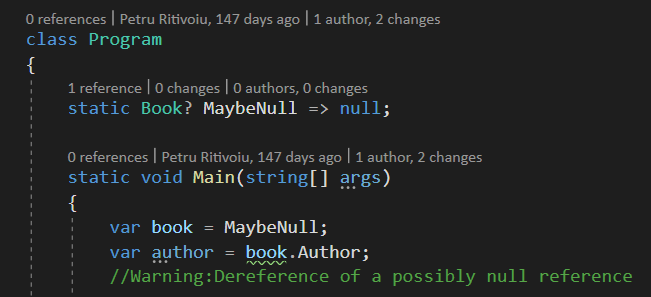 0 references | Petru Ritivoiu, 147 days ago | 1 author, 2 changes
class Program
{
1 reference | 0 changes | 0 authors, 0 changes
static Book? MaybeNull => null;
0 references | Petru Ritivoiu, 147 days ago | 1 author, 2 changes
static void Main(string[] args)
{
var book = MaybeNull;
var author = book.Author;
//Warning:Dereference of a possibly null reference